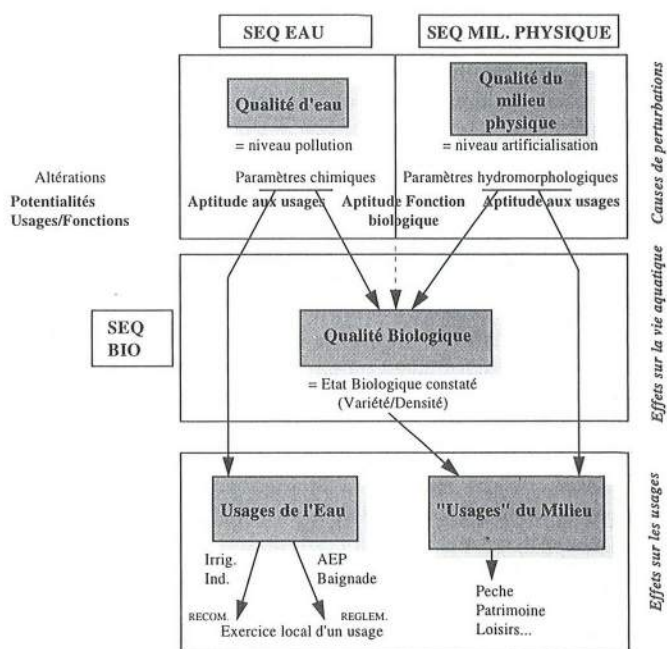 SEQ EAU
SEQ MIL. PHYSIQUE
Qualité d'eau
Qualité du
milieu
physique
= niveau pollution
= niveau artificialisation
Altérations
Paramètres chimiques
Paramètres hydromorphologiques
Potentialités
Usages/Fonctions
Aptitude aux usages
Aptitude Fonction
biologique
Aptitude aux usages
Causes de perturbations
SEQ
BIO
Qualité Biologique
= Etat Biologique constaté
(Variété/Densité)
Effets sur la vie aquatique
Usages de l'Eau
"Usages" du Milieu
Irrig.
Ind.
AEP
Baignade
RECOM.
REGLEM.
Exercice local d'un usage
Peche
Patrimoine
Loisirs...
Effets sur les usages